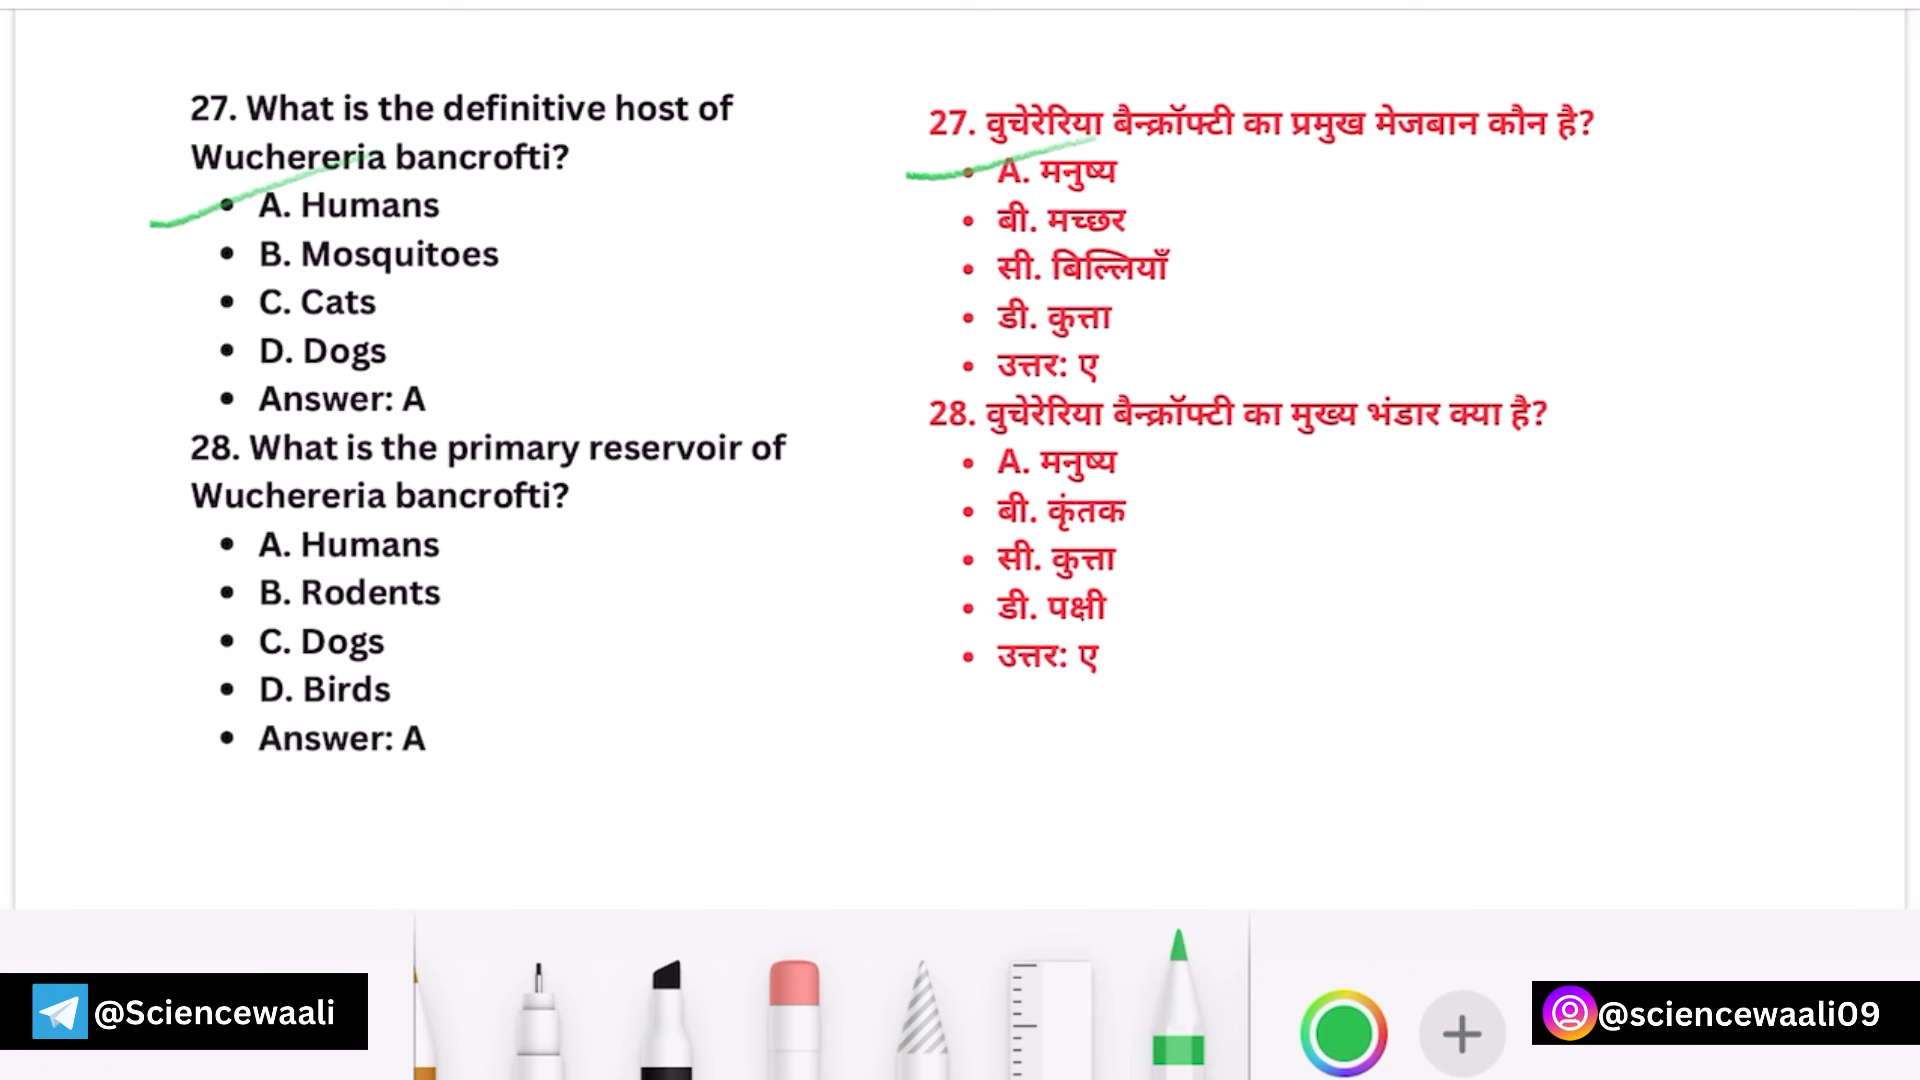 27. What is the definitive host of
Wuchereria bancrofti?
• A. Humans
• B. Mosquitoes
• C. Cats
• D. Dogs
• Answer: A
28. What is the primary reservoir of
Wuchereria bancrofti?
• A. Humans
• B. Rodents
• C. Dogs
• D. Birds
• Answer: A
27. वुचेरेरिया बैन्क्रॉफ्टी का प्रमुख मेजबान कौन है?
• A. मनुष्य
• बी. मच्छर
• सी. बिल्लियाँ
• डी. कुत्ता
• उत्तर: ए
28. वुचेरेरिया बैन्क्रॉफ्टी का मुख्य भंडार क्या है?
• A. मनुष्य
• बी. कृंतक
• सी. कुत्ता
• डी. पक्षी
• उत्तर: ए
@Sciencewaali
@sciencewaali09